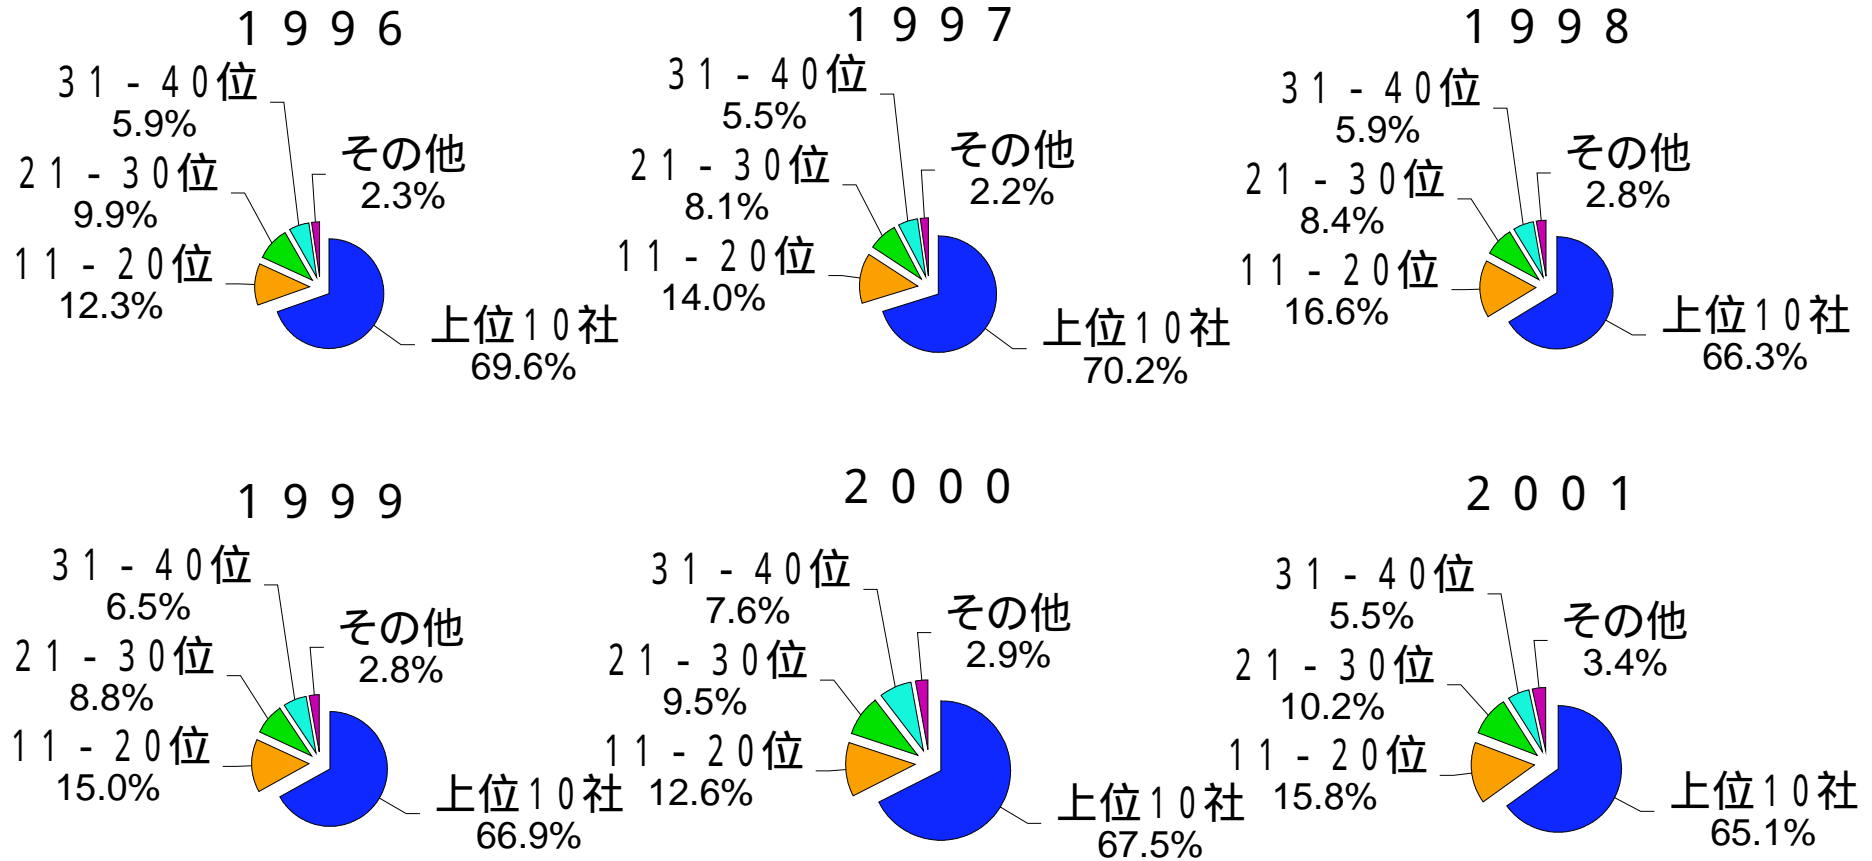 １９９６
３１－４０位
5.9%
その他
2.3%
２１－３０位
9.9%
１１－２０位
12.3%
上位１０社
69.6%
１９９７
３１－４０位
5.5%
その他
2.2%
２１－３０位
8.1%
１１－２０位
14.0%
上位１０社
70.2%
１９９８
３１－４０位
5.9%
その他
2.8%
２１－３０位
8.4%
１１－２０位
16.6%
上位１０社
66.3%
１９９９
３１－４０位
6.5%
その他
2.8%
２１－３０位
8.8%
１１－２０位
15.0%
上位１０社
66.9%
２０００
３１－４０位
7.6%
その他
2.9%
２１－３０位
9.5%
１１－２０位
12.6%
上位１０社
67.5%
２００１
３１－４０位
5.5%
その他
3.4%
２１－３０位
10.2%
１１－２０位
15.8%
上位１０社
65.1%